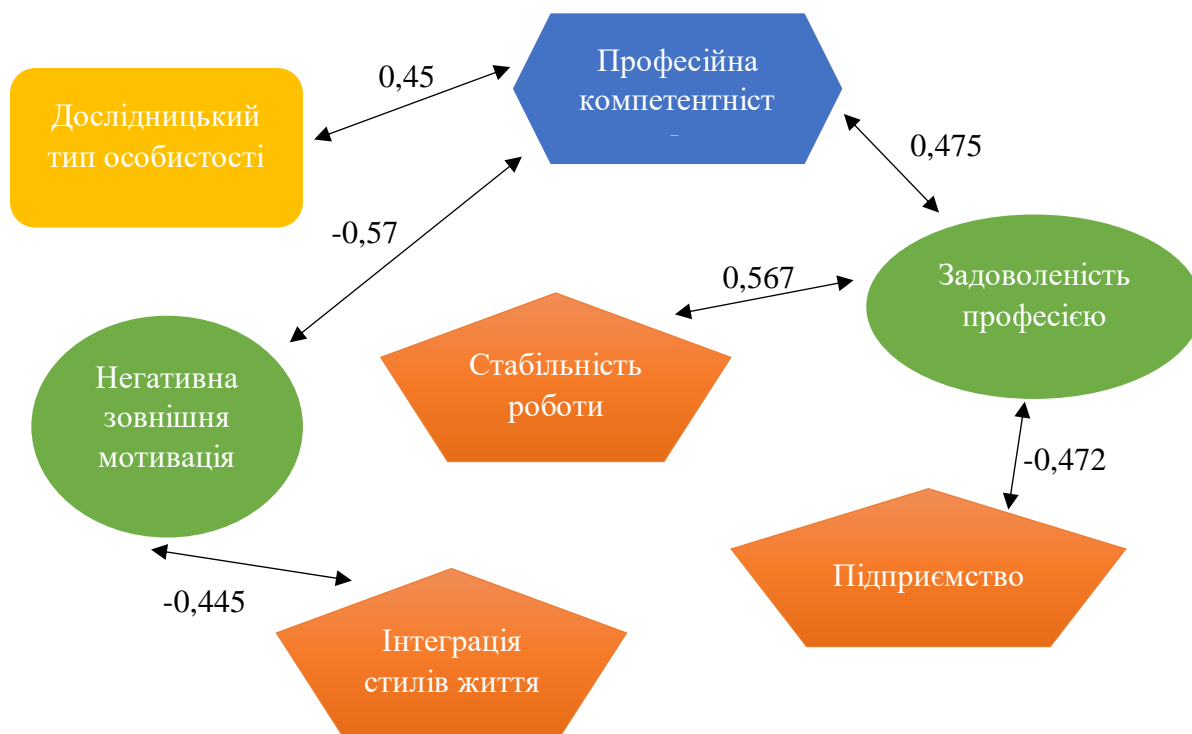 Професійна
компетентніст
0,45
Дослідницький
тип особистості
0,475
-0,57
0,567
Задоволеність
професією
Стабільність
роботи
Негативна
зовнішня
мотивація
-0,472
Підприємство
-0,445
Інтеграція
стилів життя